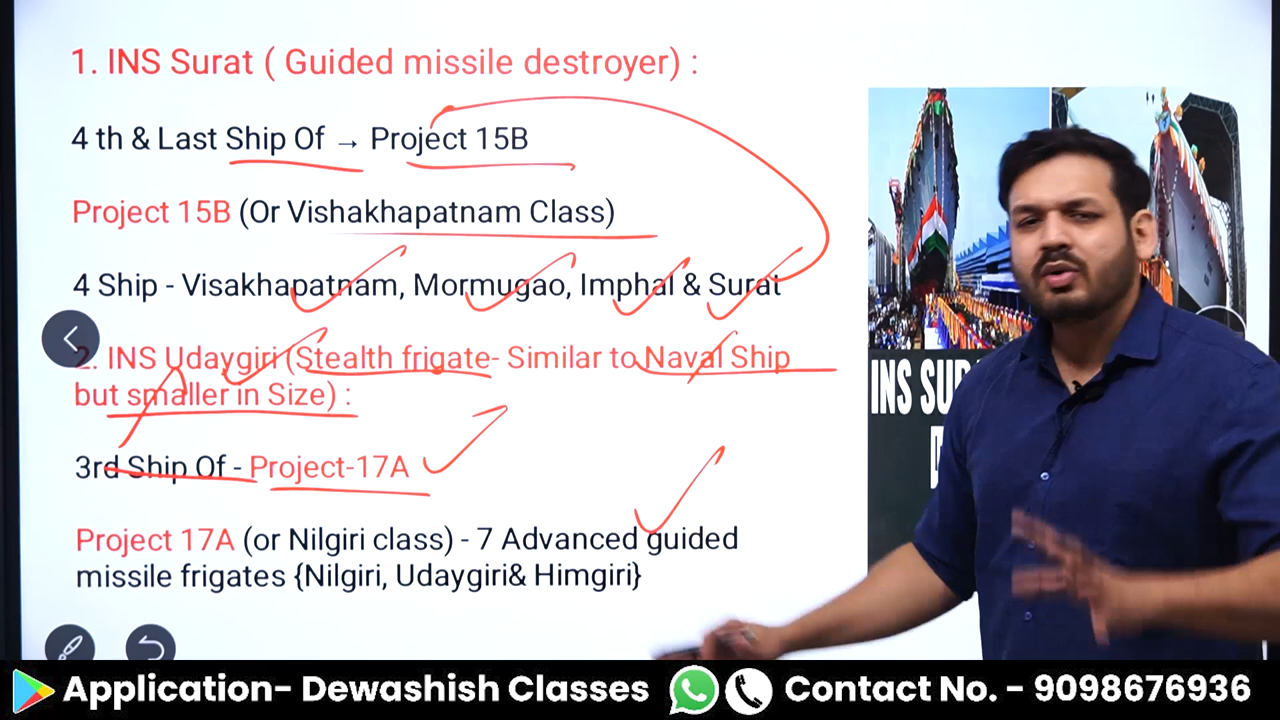 1. INS Surat ( Guided missile destroyer) :
4 th & Last Ship Of → Project 15B
Project 15B (Or Vishakhapatnam Class)
4 Ship - Visakhapatnam, Mormugao, Imphal & Surat
2. INS Udaygiri (Stealth frigate- Similar to Naval Ship
but smaller in Size) :
3rd Ship Of - Project-17A
Project 17A (or Nilgiri class) - 7 Advanced guided
missile frigates {Nilgiri, Udaygiri& Himgiri}
INS
Application- Dewashish Classes
Contact No. - 9098676936